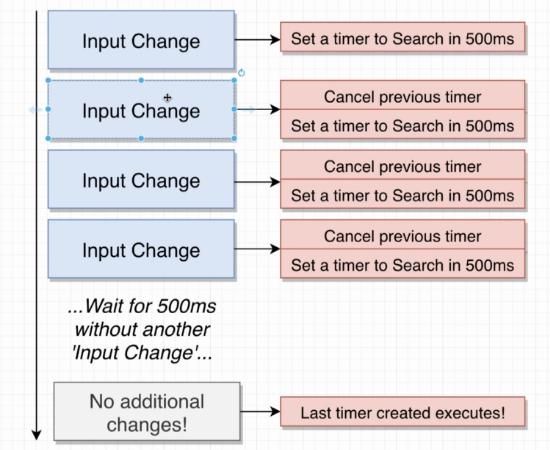 Input Change
Set a timer to Search in 500ms
Input Change
Cancel previous timer
Set a timer to Search in 500ms
Input Change
Cancel previous timer
Set a timer to Search in 500ms
Input Change
Cancel previous timer
Set a timer to Search in 500ms
...Wait for 500ms
without another
'Input Change'...
No additional
changes!
Last timer created executes!